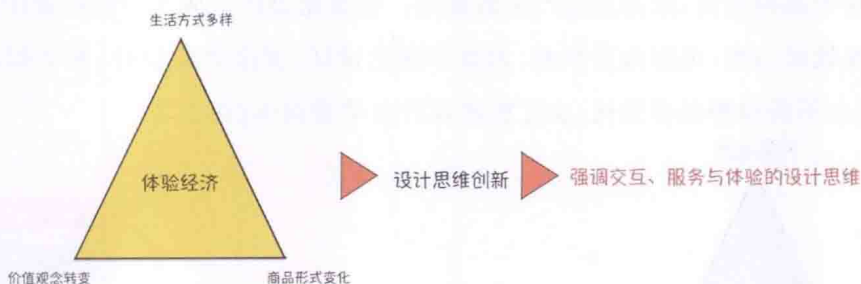 生活方式多样
体验经济
设计思维创新
强调交互、服务与体验的设计思维
价值观念转变
商品形式变化